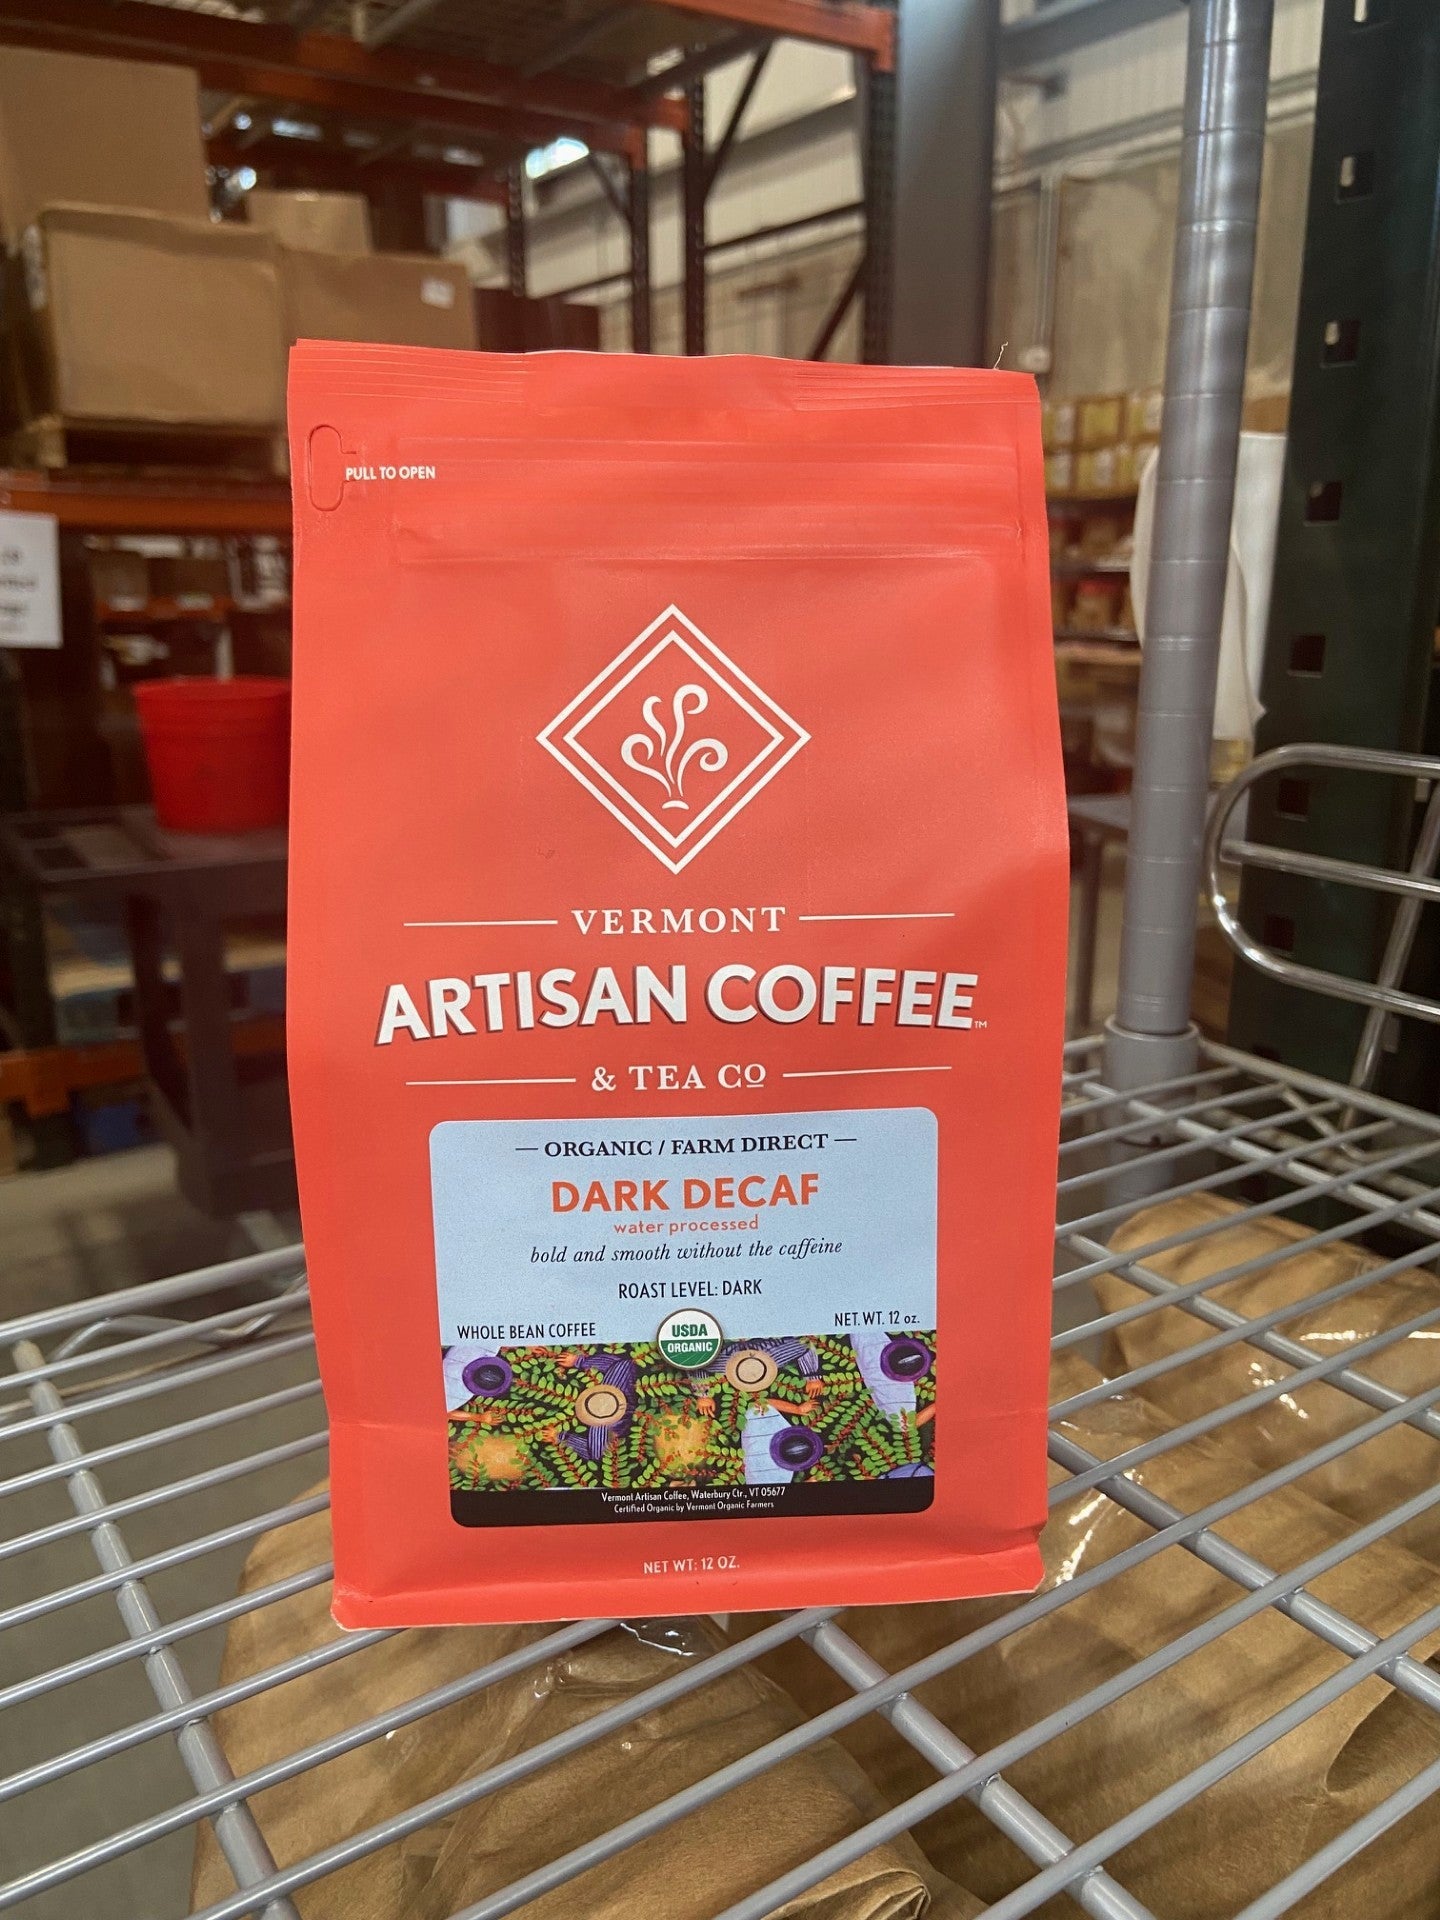 PULL TO OPEN
VERMONT
ARTISAN COFFEE™
& TEA CO
ORGANIC / FARM DIRECT
DARK DECAF
water processed
bold and smooth without the caffeine
ROAST LEVEL: DARK
WHOLE BEAN COFFEE
USDA
ORGANIC
NET. WT. 12 oz.
Vermont Artisan Coffee, Waterbury Ctr., VT 05677
Certified Organic by Vermont Organic Farmers
NET WT: 12 OZ.